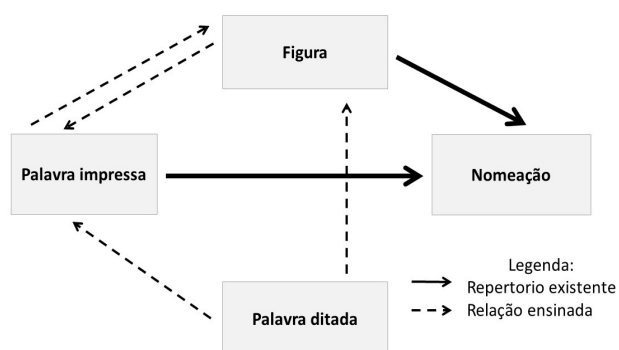 Figura
Palavra impressa
Nomeação
Palavra ditada
Legenda:
Repertorio existente
Relação ensinada